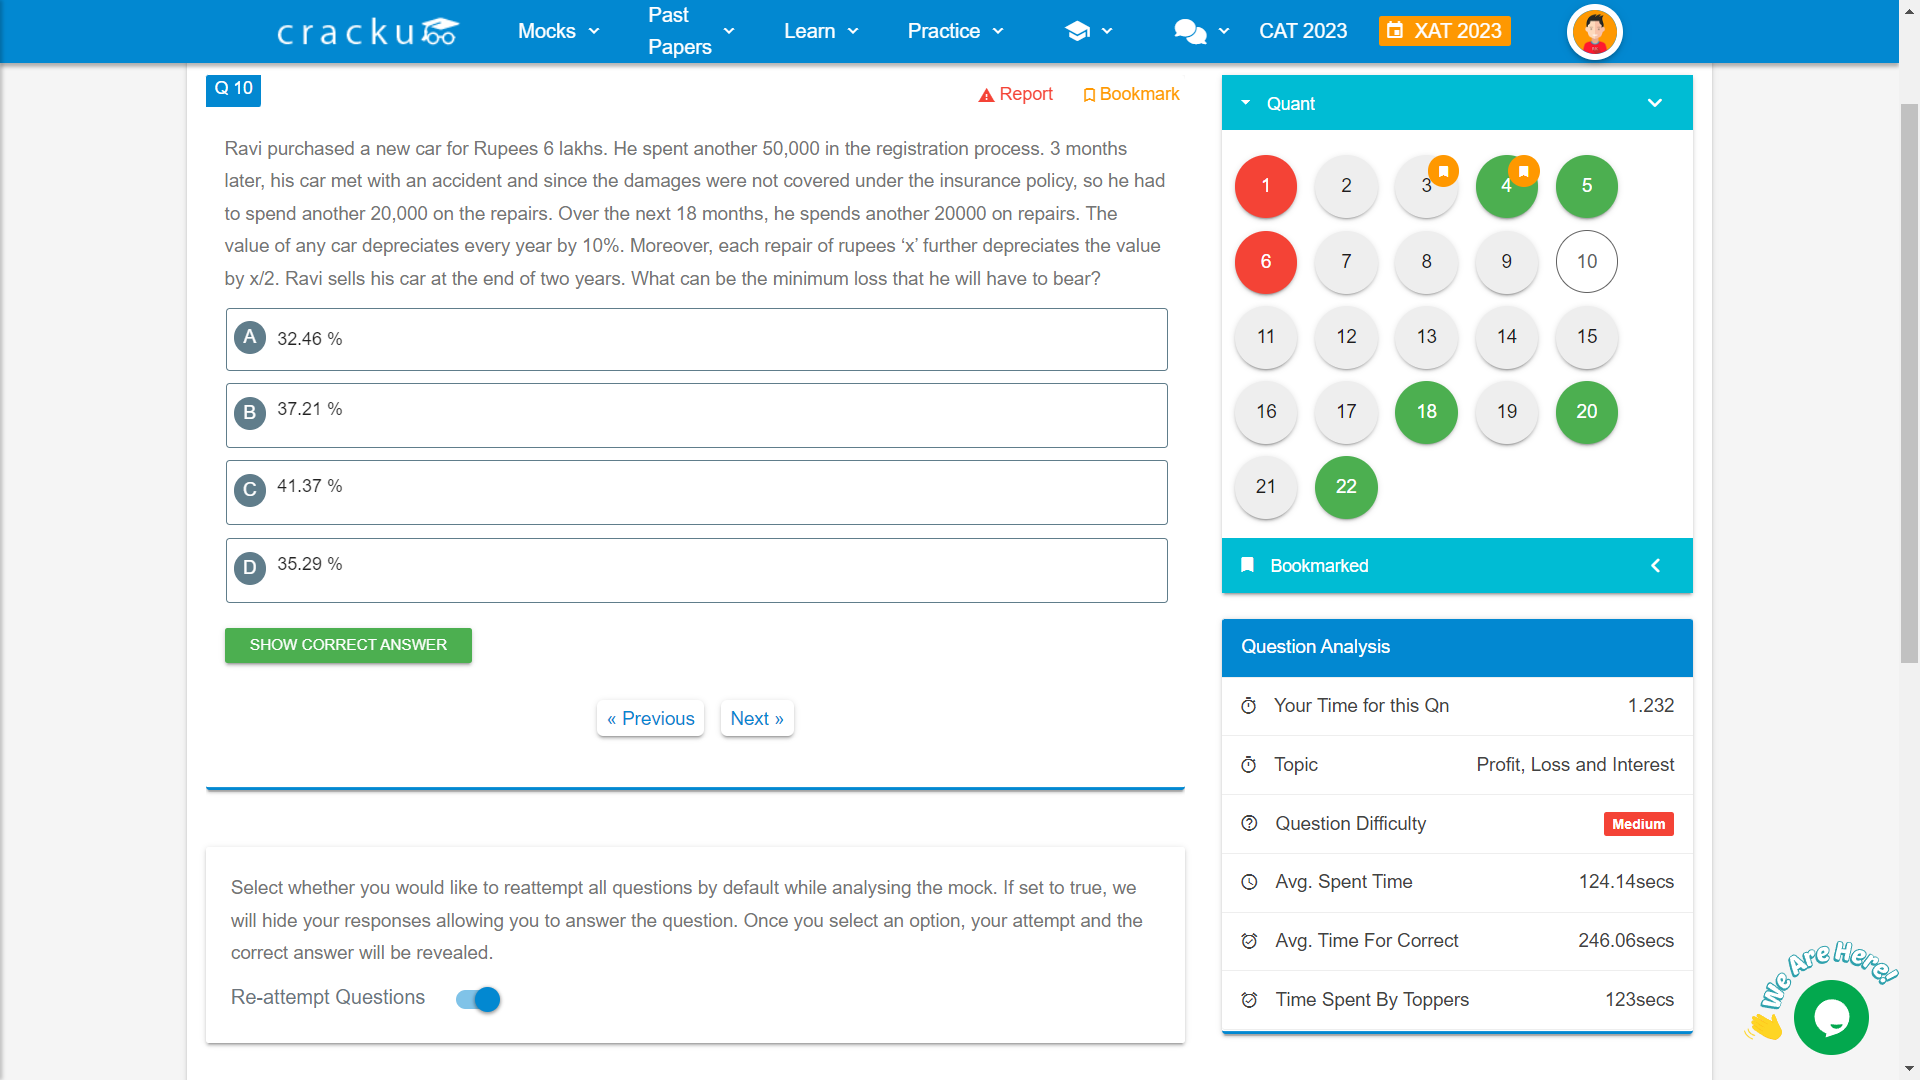 cracku
Mocks
Past Papers
Learn
Practice
CAT 2023
XAT 2023
Q 10
Report
Bookmark
Ravi purchased a new car for Rupees 6 lakhs. He spent another 50,000 in the registration process. 3 months
later, his car met with an accident and since the damages were not covered under the insurance policy, so he had
to spend another 20,000 on the repairs. Over the next 18 months, he spends another 20000 on repairs. The
value of any car depreciates every year by 10%. Moreover, each repair of rupees ‘x’ further depreciates the value
by x/2. Ravi sells his car at the end of two years. What can be the minimum loss that he will have to bear?
A 32.46 %
B 37.21 %
C 41.37 %
D 35.29 %
SHOW CORRECT ANSWER
« Previous
Next »
Select whether you would like to reattempt all questions by default while analysing the mock. If set to true, we
will hide your responses allowing you to answer the question. Once you select an option, your attempt and the
correct answer will be revealed.
Re-attempt Questions
Quant
1 2 3 4 5
6 7 8 9 10
11 12 13 14 15
16 17 18 19 20
21 22
Bookmarked
Question Analysis
Your Time for this Qn 1.232
Topic Profit, Loss and Interest
Question Difficulty Medium
Avg. Spent Time 124.14secs
Avg. Time For Correct 246.06secs
Time Spent By Toppers 123secs
We Are Here!